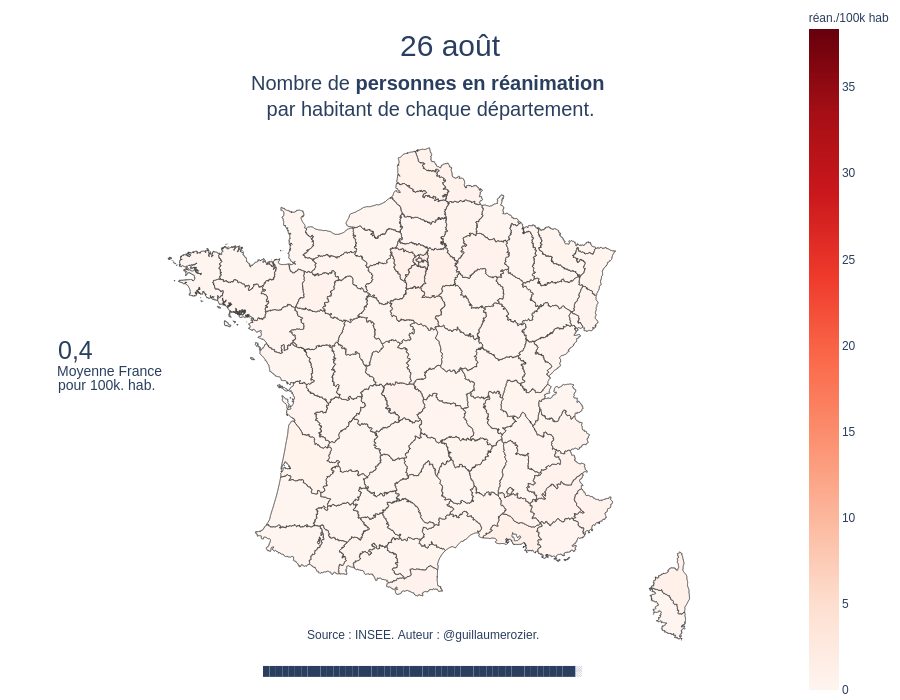 réan./100k hab
26 août
Nombre de personnes en réanimation
par habitant de chaque département.
35
30
25
20
15
10
5
0
0,4
Moyenne France
pour 100k. hab.
Source : INSEE. Auteur : @guillaumerozier.